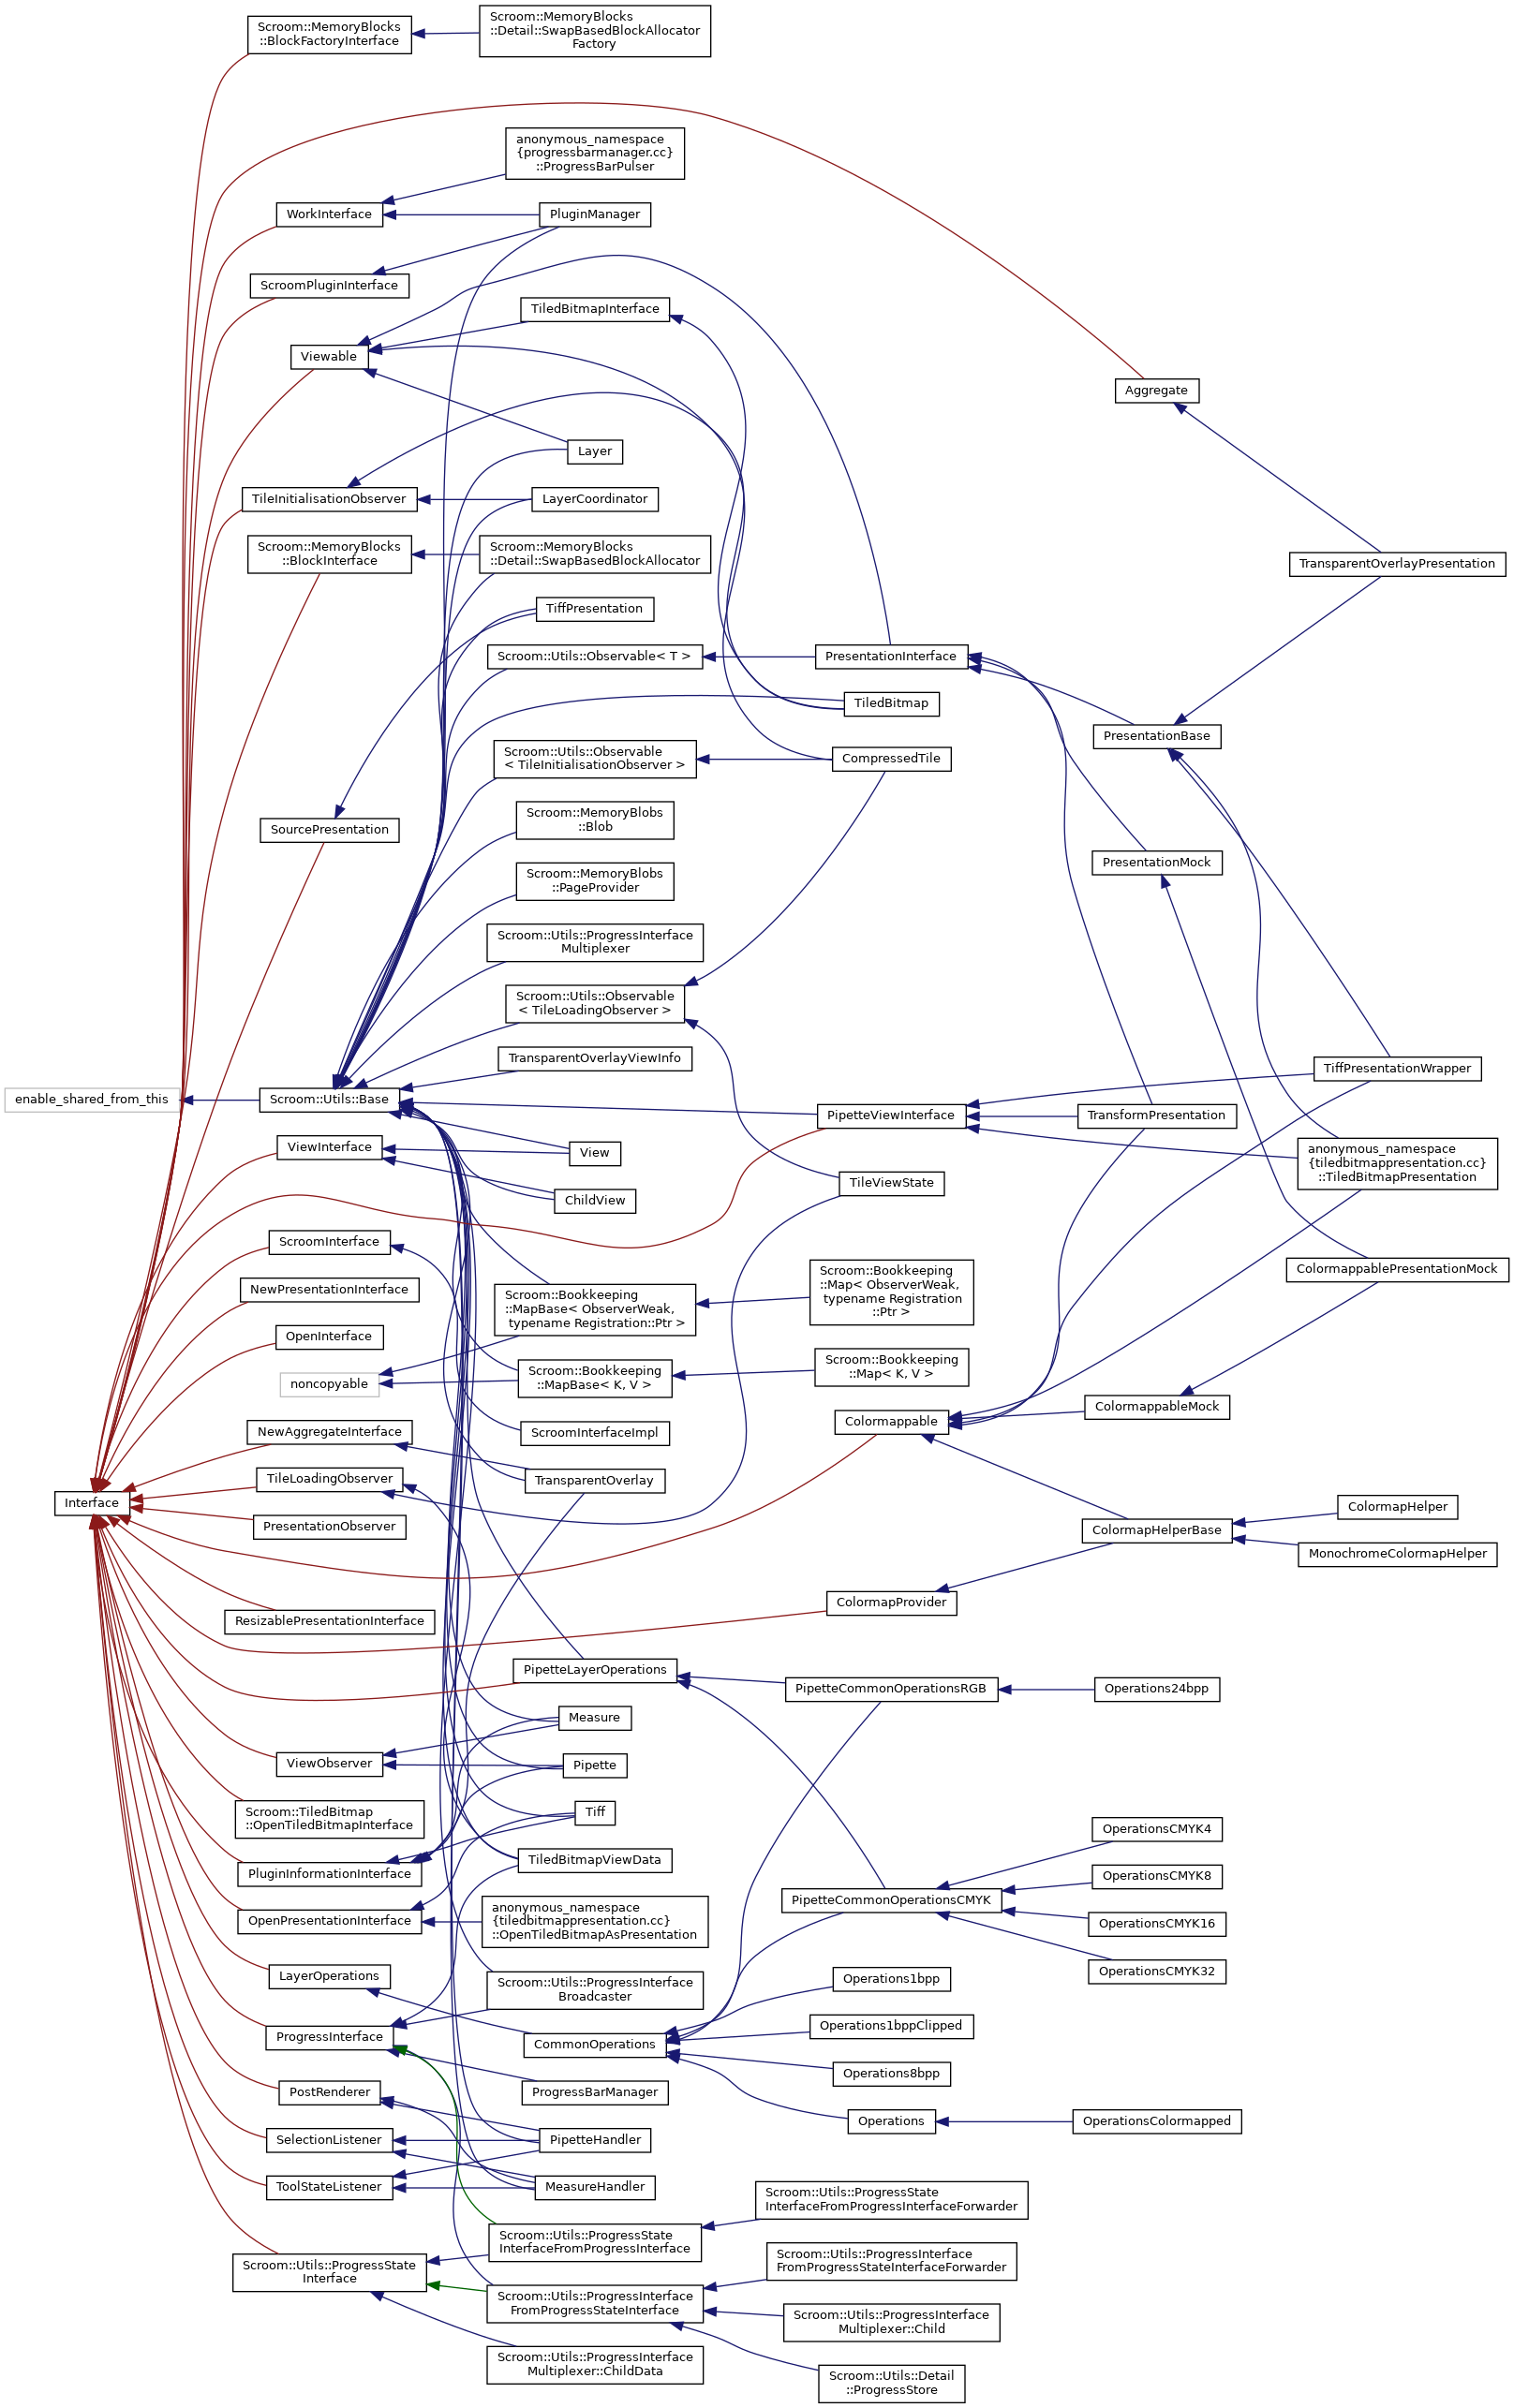 Scroom::MemoryBlocks
::BlockFactoryInterface
Scroom::MemoryBlocks
::Detail::SwapBasedBlockAllocator
Factory
anonymous_namespace
{progressbarmanager.cc}
::ProgressBarPulser
WorkInterface
PluginManager
ScroomPluginInterface
TiledBitmapInterface
Viewable
Aggregate
Layer
TileInitialisationObserver
LayerCoordinator
Scroom::MemoryBlocks
::BlockInterface
Scroom::MemoryBlocks
::Detail::SwapBasedBlockAllocator
TransparentOverlayPresentation
TiffPresentation
Scroom::Utils::Observable< T >
PresentationInterface
TiledBitmap
PresentationBase
Scroom::Utils::Observable
< TileInitialisationObserver >
CompressedTile
SourcePresentation
Scroom::MemoryBlobs
::Blob
PresentationMock
Scroom::MemoryBlobs
::PageProvider
Scroom::Utils::ProgressInterface
Multiplexer
Scroom::Utils::Observable
< TileLoadingObserver >
TransparentOverlayViewInfo
TiffPresentationWrapper
enable_shared_from_this
Scroom::Utils::Base
PipetteViewInterface
TransformPresentation
ViewInterface
View
anonymous_namespace
{tiledbitmappresentation.cc}
::TiledBitmapPresentation
TileViewState
ChildView
ScroomInterface
ColormappablePresentationMock
NewPresentationInterface
Scroom::Bookkeeping
::MapBase< ObserverWeak,
typename Registration::Ptr >
Scroom::Bookkeeping
::Map< ObserverWeak,
typename Registration
::Ptr >
OpenInterface
noncopyable
Scroom::Bookkeeping
::MapBase< K, V >
Scroom::Bookkeeping
::Map< K, V >
ColormappableMock
Colormappable
NewAggregateInterface
ScroomInterfaceImpl
TileLoadingObserver
TransparentOverlay
Interface
ColormapHelper
PresentationObserver
ColormapHelperBase
MonochromeColormapHelper
ColormapProvider
ResizablePresentationInterface
PipetteLayerOperations
PipetteCommonOperationsRGB
Operations24bpp
Measure
ViewObserver
Pipette
Scroom::TiledBitmap
::OpenTiledBitmapInterface
Tiff
OperationsCMYK4
PluginInformationInterface
TiledBitmapViewData
OperationsCMYK8
PipetteCommonOperationsCMYK
OpenPresentationInterface
anonymous_namespace
{tiledbitmappresentation.cc}
::OpenTiledBitmapAsPresentation
OperationsCMYK16
OperationsCMYK32
LayerOperations
Scroom::Utils::ProgressInterface
Broadcaster
Operations1bpp
ProgressInterface
CommonOperations
Operations1bppClipped
Operations8bpp
PostRenderer
ProgressBarManager
Operations
OperationsColormapped
SelectionListener
PipetteHandler
ToolStateListener
MeasureHandler
Scroom::Utils::ProgressState
InterfaceFromProgressInterfaceForwarder
Scroom::Utils::ProgressState
InterfaceFromProgressInterface
Scroom::Utils::ProgressState
Interface
Scroom::Utils::ProgressInterface
FromProgressStateInterfaceForwarder
Scroom::Utils::ProgressInterface
FromProgressStateInterface
Scroom::Utils::ProgressInterface
Multiplexer::Child
Scroom::Utils::ProgressInterface
Multiplexer::ChildData
Scroom::Utils::Detail
::ProgressStore